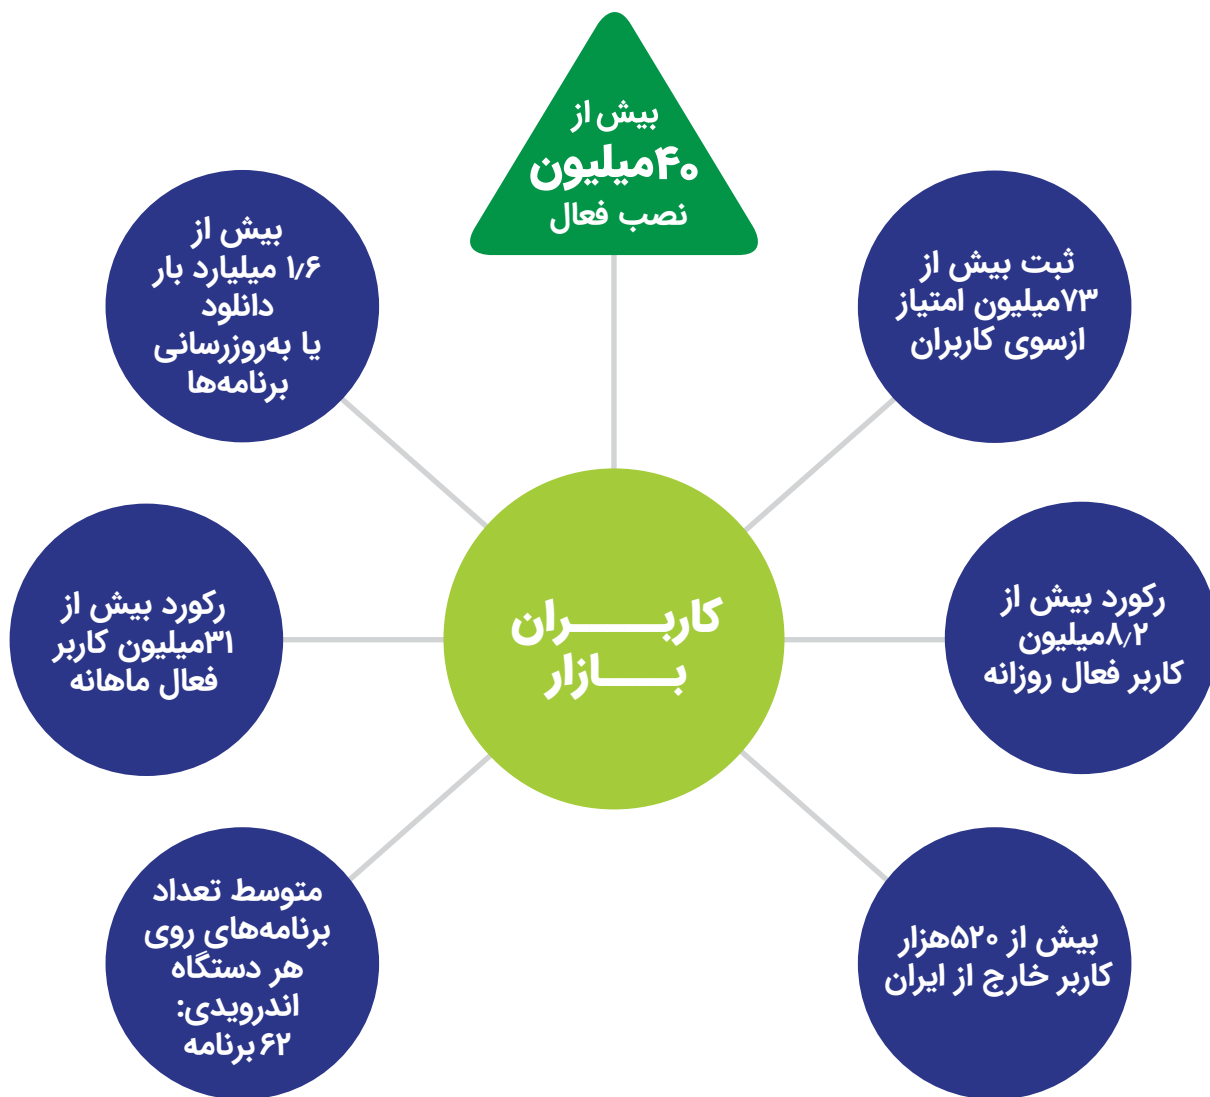 بیش از
۴۰میلیون
نصب فعال
ثبت بیش از
۷۳میلیون امتیاز
ازسوی کاربران
بیش از
۱٫۶ میلیارد بار
دانلود
یا به‌روزرسانی
برنامه‌ها
رکورد بیش از
۸٫۲میلیون
کاربر فعال روزانه
کاربـــــران
بـــــازار
رکورد بیش از
۳۱میلیون کاربر
فعال ماهانه
بیش از ۵۲۰هزار
کاربر خارج از ایران
متوسط تعداد
برنامه‌های روی
هر دستگاه
اندرویدی:
۶۲ برنامه